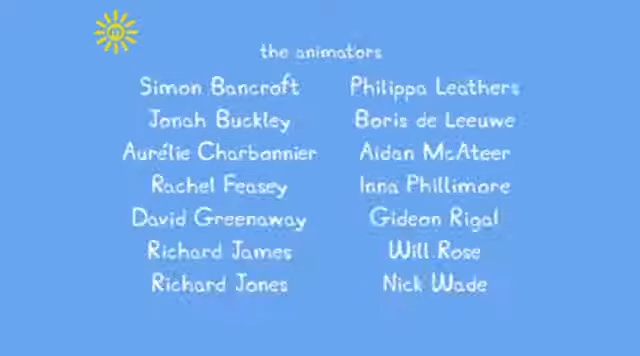 the animators
Simon Bancroft
Philippa Leathers
Jonah Buckley
Boris de Leeuwe
Aurélie Charbonnier
Aidan McAteer
Rachel Feasey
Inna Phillimore
David Greenaway
Gideon Rigal
Richard James
Will Rose
Richard Jones
Nick Wade